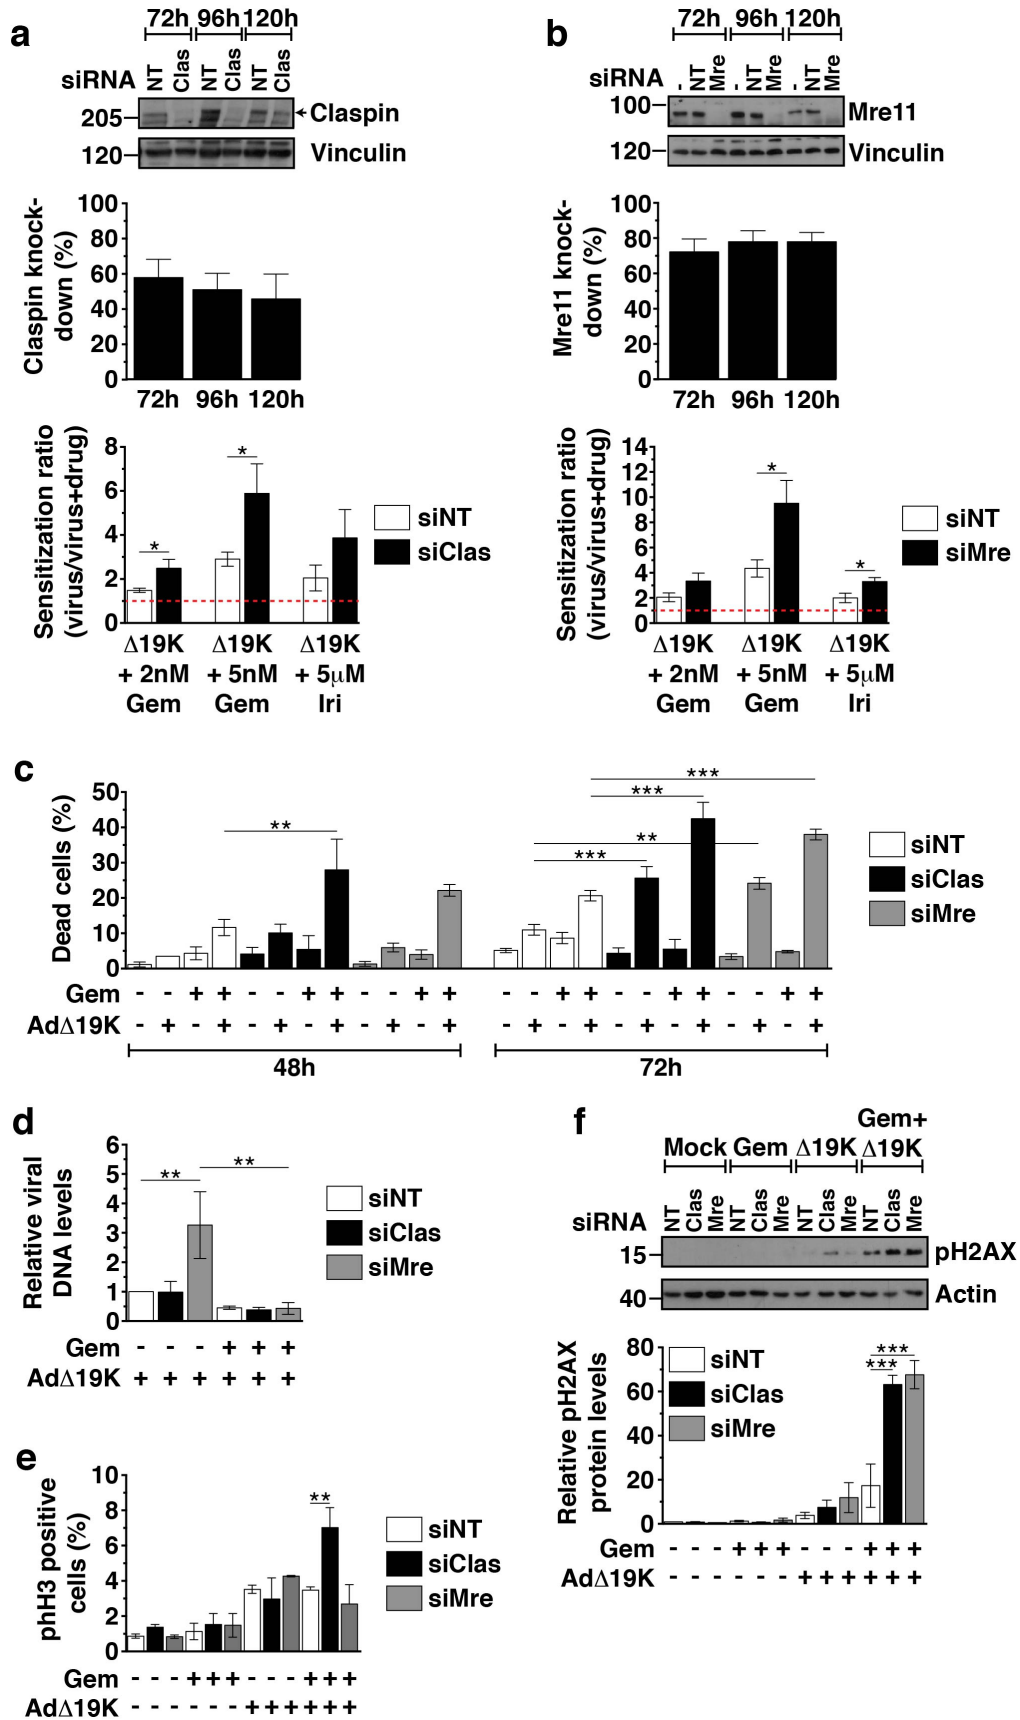 a
72h 96h 120h
siRNA NT Clas NT Clas NT Clas
205 Claspin
120 Vinculin
Claspin knock-
down (%)
100
80
60
40
20
0
72h 96h 120h
Sensitization ratio
(virus/virus+drug)
8
6
4
2
0
* *
siNT
siClas
Δ19K Δ19K Δ19K
+ 2nM + 5nM + 5μM
Gem Gem Iri
b
72h 96h 120h
siRNA - NT Mre - NT Mre - NT Mre
100 Mre11
120 Vinculin
Mre11 knock-
down (%)
100
80
60
40
20
0
72h 96h 120h
Sensitization ratio
(virus/virus+drug)
14
12
10
8
6
4
2
0
* *
siNT
siMre
Δ19K Δ19K Δ19K
+ 2nM + 5nM + 5μM
Gem Gem Iri
c
Dead cells (%)
50
40
30
20
10
0
** *** *** ** ***
siNT
siClas
siMre
Gem - - + + - - + + - - + + - - + + - - + + - - + +
AdΔ19K - + - + - + - + - + - + - + - + - + - + - + - +
48h 72h
d
Relative viral
DNA levels
6
5
4
3
2
1
0
** **
siNT
siClas
siMre
Gem - - - + + +
AdΔ19K + + + + + +
e
phH3 positive
cells (%)
10
8
6
4
2
0
**
siNT
siClas
siMre
Gem - - - + + + - - - + + +
AdΔ19K - - - - - - + + + + + +
f
Gem+
Mock Gem Δ19K Δ19K
siRNA NT Clas Mre NT Clas Mre NT Clas Mre NT Clas Mre
15 pH2AX
40 Actin
Relative pH2AX
protein levels
80
60
40
20
0
siNT
siClas
siMre
***
***
Gem - - - + + + - - - + + +
AdΔ19K - - - - - - + + + + + +